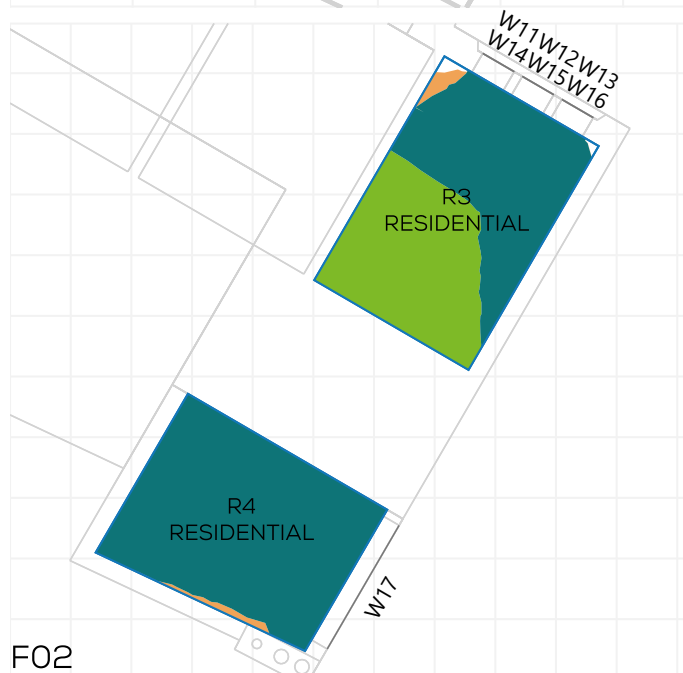 W11W12W13
W14W15W16
R3
RESIDENTIAL
R4
RESIDENTIAL
W17
F02